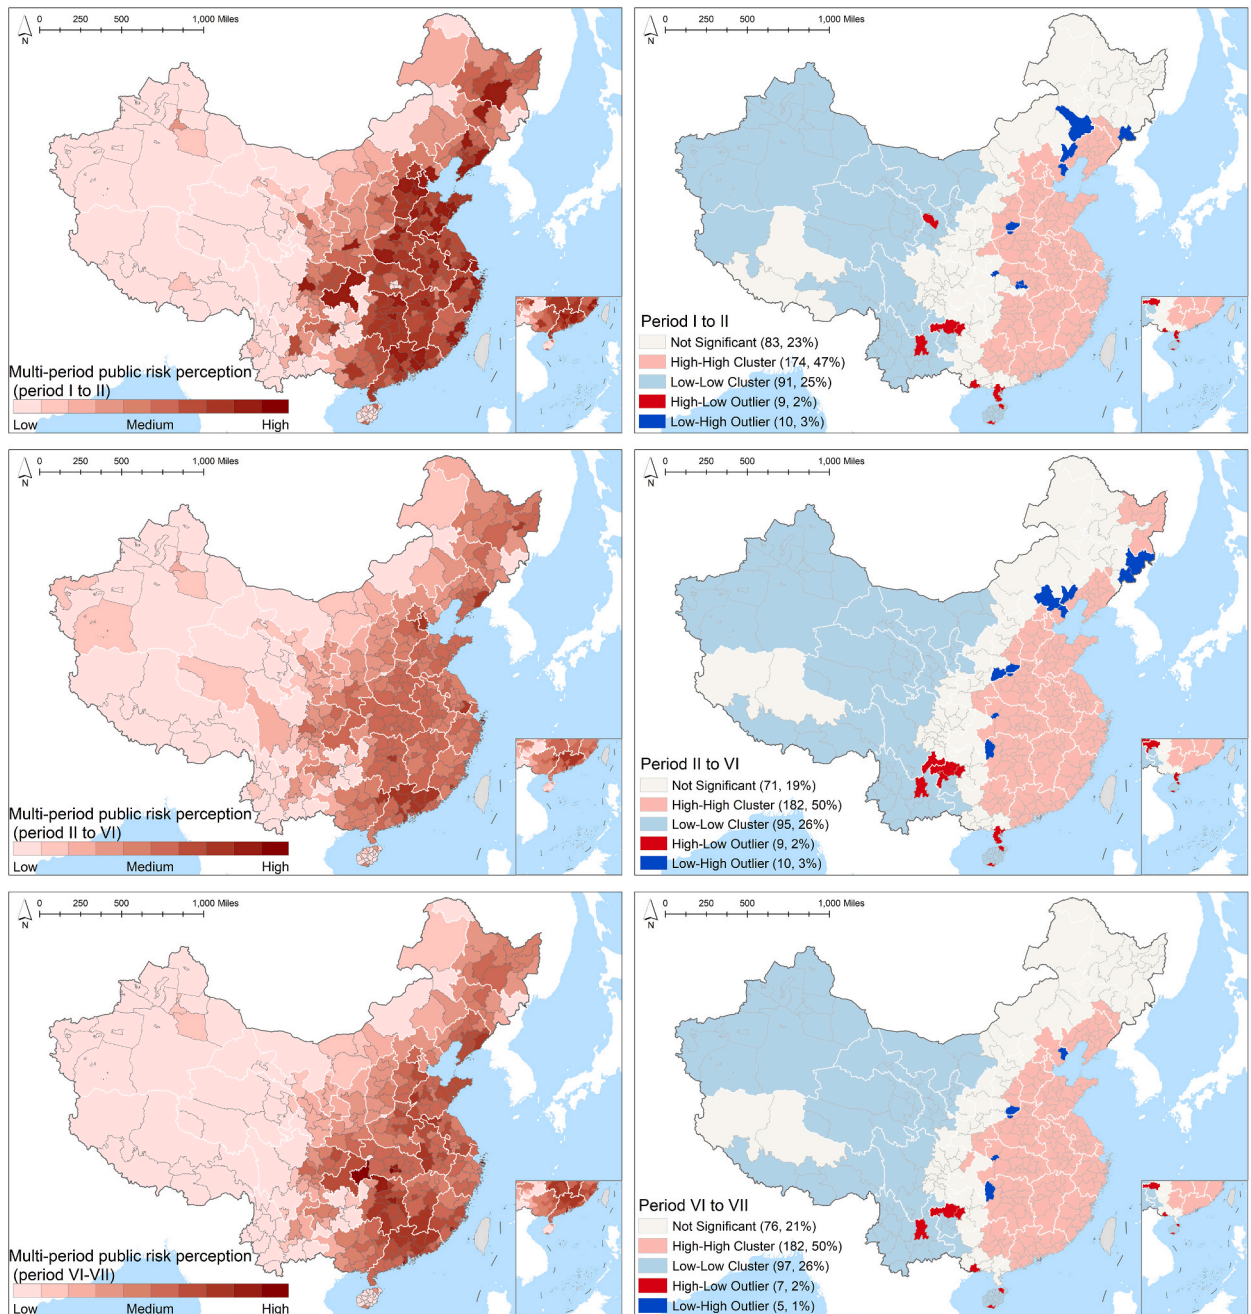 0 250 500 1,000 Miles
N
Multi-period public risk perception
(period I to II)
Low Medium High
0 250 500 1,000 Miles
N
Period I to II
Not Significant (83, 23%)
High-High Cluster (174, 47%)
Low-Low Cluster (91, 25%)
High-Low Outlier (9, 2%)
Low-High Outlier (10, 3%)
0 250 500 1,000 Miles
N
Multi-period public risk perception
(period II to VI)
Low Medium High
0 250 500 1,000 Miles
N
Period II to VI
Not Significant (71, 19%)
High-High Cluster (182, 50%)
Low-Low Cluster (95, 26%)
High-Low Outlier (9, 2%)
Low-High Outlier (10, 3%)
0 250 500 1,000 Miles
N
Multi-period public risk perception
(period VI-VII)
Low Medium High
0 250 500 1,000 Miles
N
Period VI to VII
Not Significant (76, 21%)
High-High Cluster (182, 50%)
Low-Low Cluster (97, 26%)
High-Low Outlier (7, 2%)
Low-High Outlier (5, 1%)